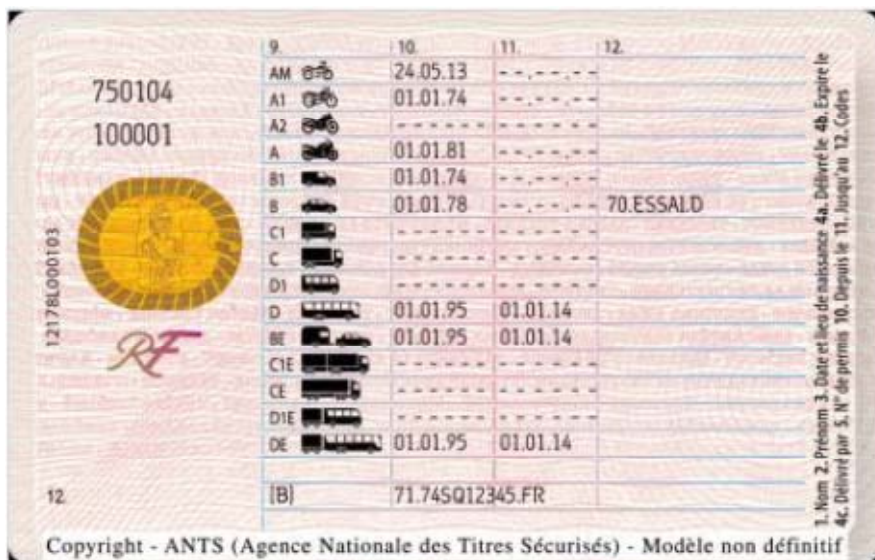 9. 10. 11. 12.
AM 24.05.13 --.--.--
A1 01.01.74 --.--.--
A2 - - - - - - - - - - - -
A 01.01.81 --.--.--
B1 01.01.74 --.--.--
B 01.01.78 --.--.-- 70.ESSALD
C1 - - - - - - - - - - - -
C - - - - - - - - - - - -
D1 - - - - - - - - - - - -
D 01.01.95 01.01.14
BE 01.01.95 01.01.14
C1E - - - - - - - - - - - -
CE - - - - - - - - - - - -
D1E - - - - - - - - - - - -
DE 01.01.95 01.01.14
12. (B) 71.74SQ12345.FR
750104
100001
12178L000103
RF
1. Nom 2. Prénom 3. Date et lieu de naissance 4a. Délivré le 4b. Expire le
4c. Délivré par 5. N° de permis 10. Depuis le 11. Jusqu'au 12. Codes
Copyright - ANTS (Agence Nationale des Titres Sécurisés) - Modèle non définitif